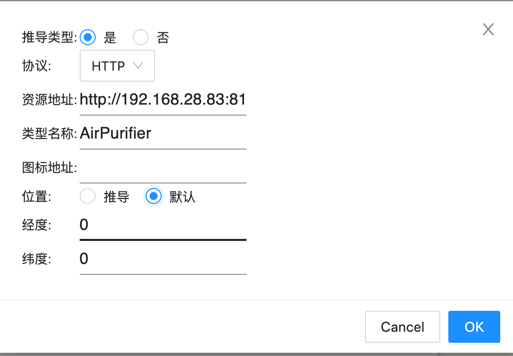 推导类型: 是 否
协议: HTTP
资源地址: http://192.168.28.83:81
类型名称: AirPurifier
图标地址:
位置: 推导 默认
经度: 0
纬度: 0
Cancel OK